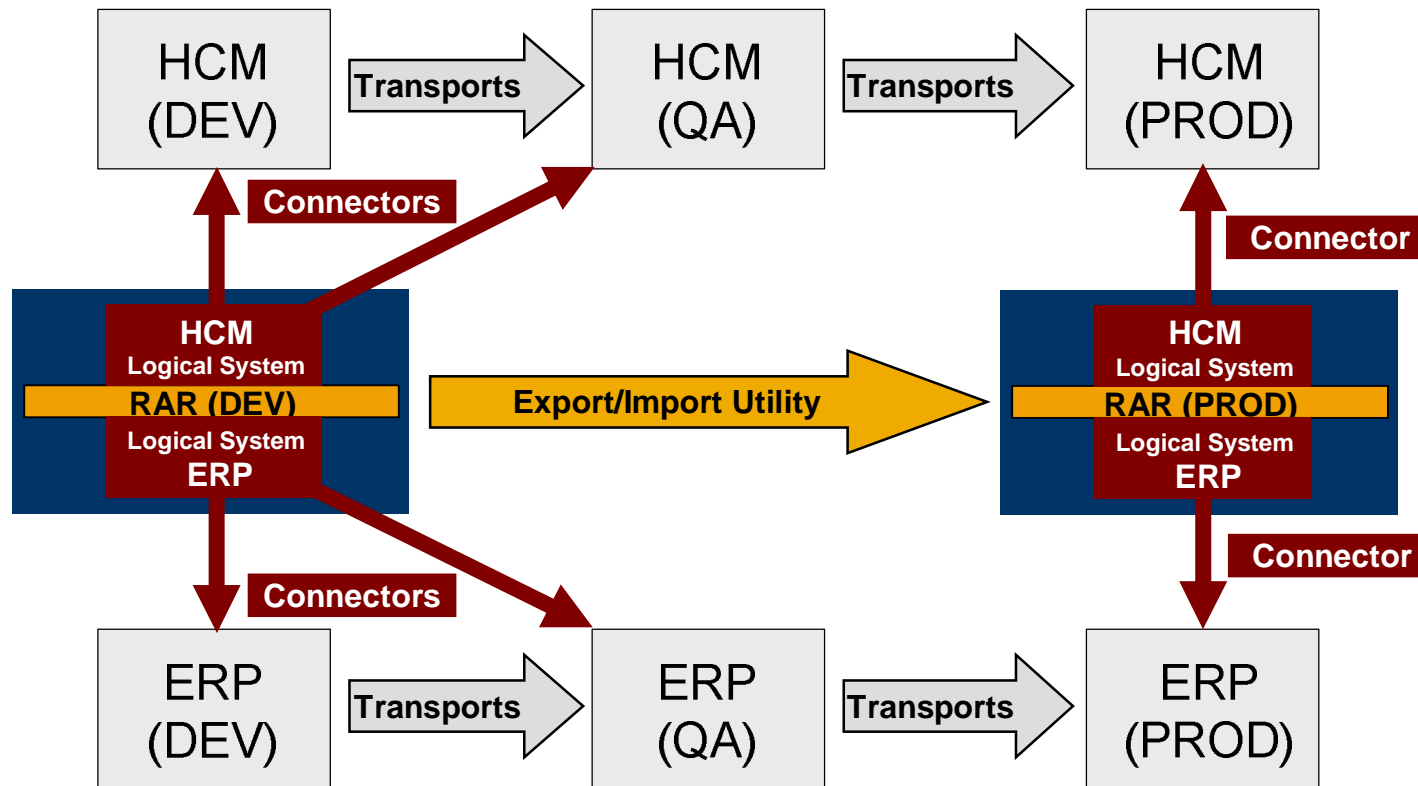 HCM
(DEV)
Transports
HCM
(QA)
Transports
HCM
(PROD)
Connectors
Connector
HCM
Logical System
RAR (DEV)
Logical System
ERP
Export/Import Utility
HCM
Logical System
RAR (PROD)
Logical System
ERP
Connectors
Connector
ERP
(DEV)
Transports
ERP
(QA)
Transports
ERP
(PROD)